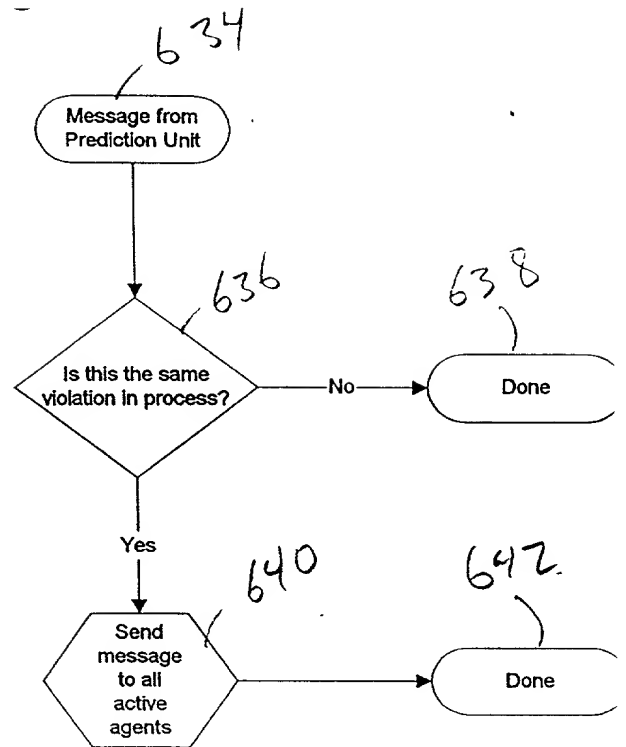 634
Message from
Prediction Unit
636
638
Is this the same
violation in process?
No
Done
Yes
640
642
Send
message
to all
active
agents
Done